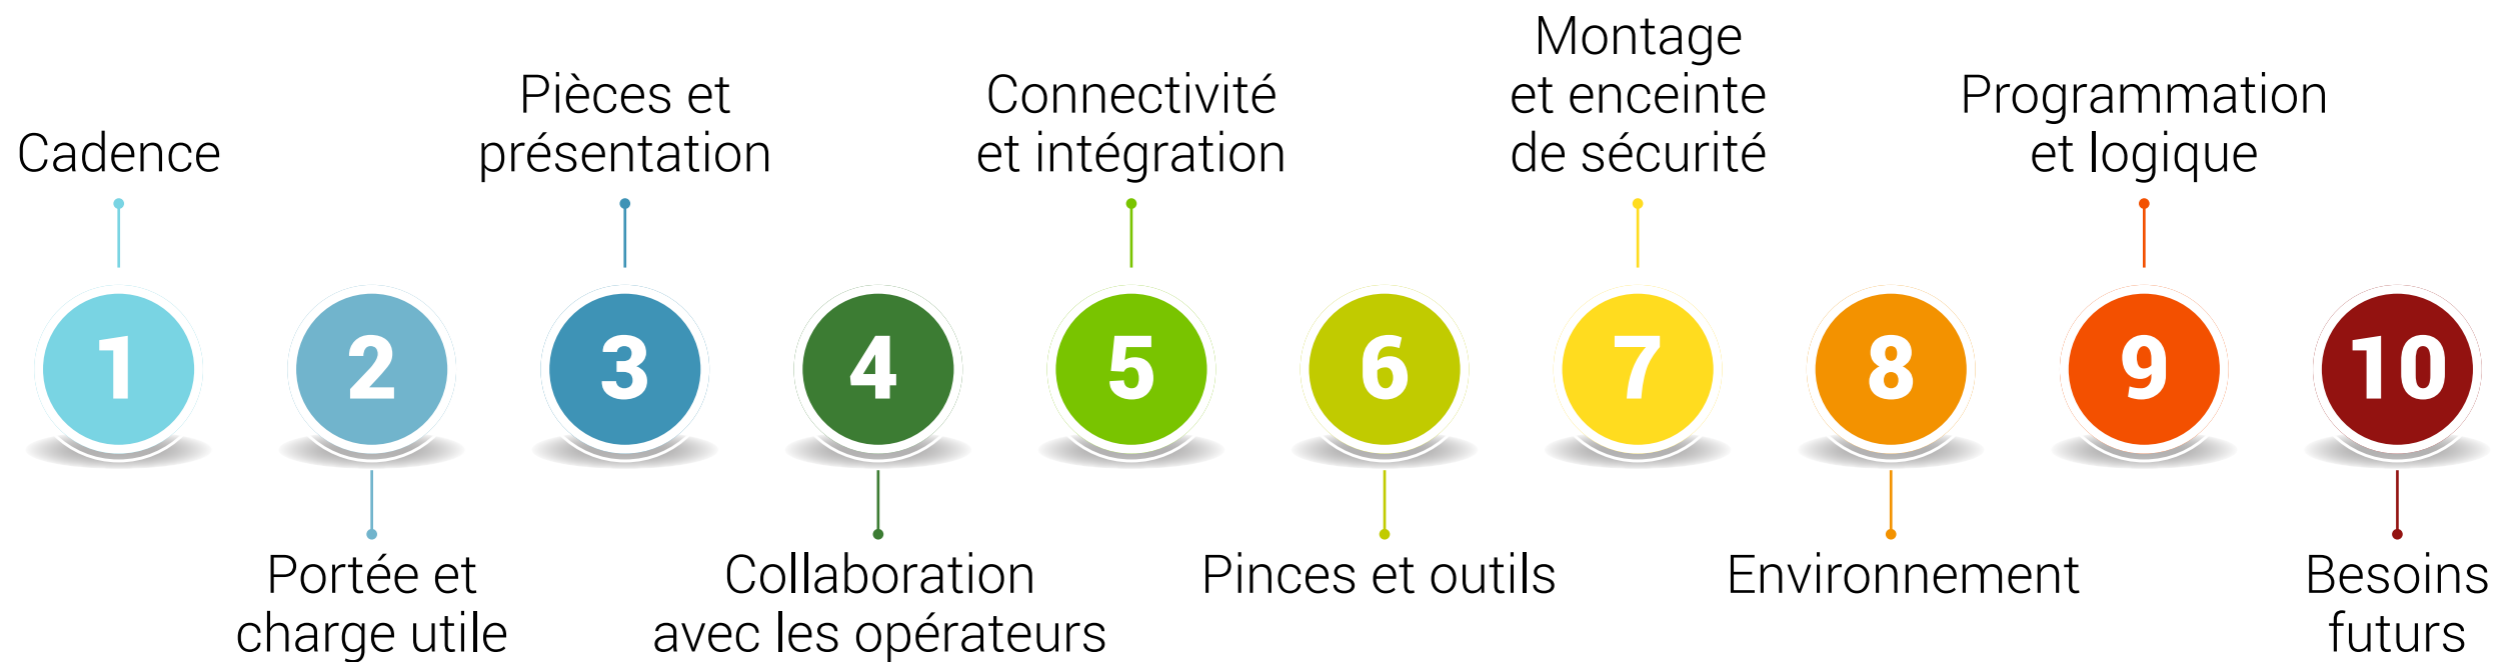 Cadence
1
2
Portée et
charge utile
Pièces et
présentation
3
4
Collaboration
avec les opérateurs
Connectivité
et intégration
5
6
Pinces et outils
Montage
et enceinte
de sécurité
7
8
Environnement
Programmation
et logique
9
10
Besoins
futurs